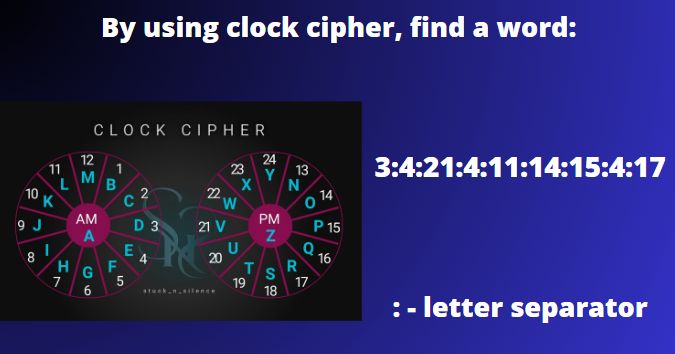 By using clock cipher, find a word:
CLOCK CIPHER
12
11 1
M
L B
10 2
K C
AM
9 J D 3
A
I E
8 4
H F
G
7 5
6
24
23 13
Y
X N
22 14
W O
PM
21 V P 15
Z
U Q
20 16
T R
S
19 17
18
stuck_n_silence
3:4:21:4:11:14:15:4:17
: - letter separator